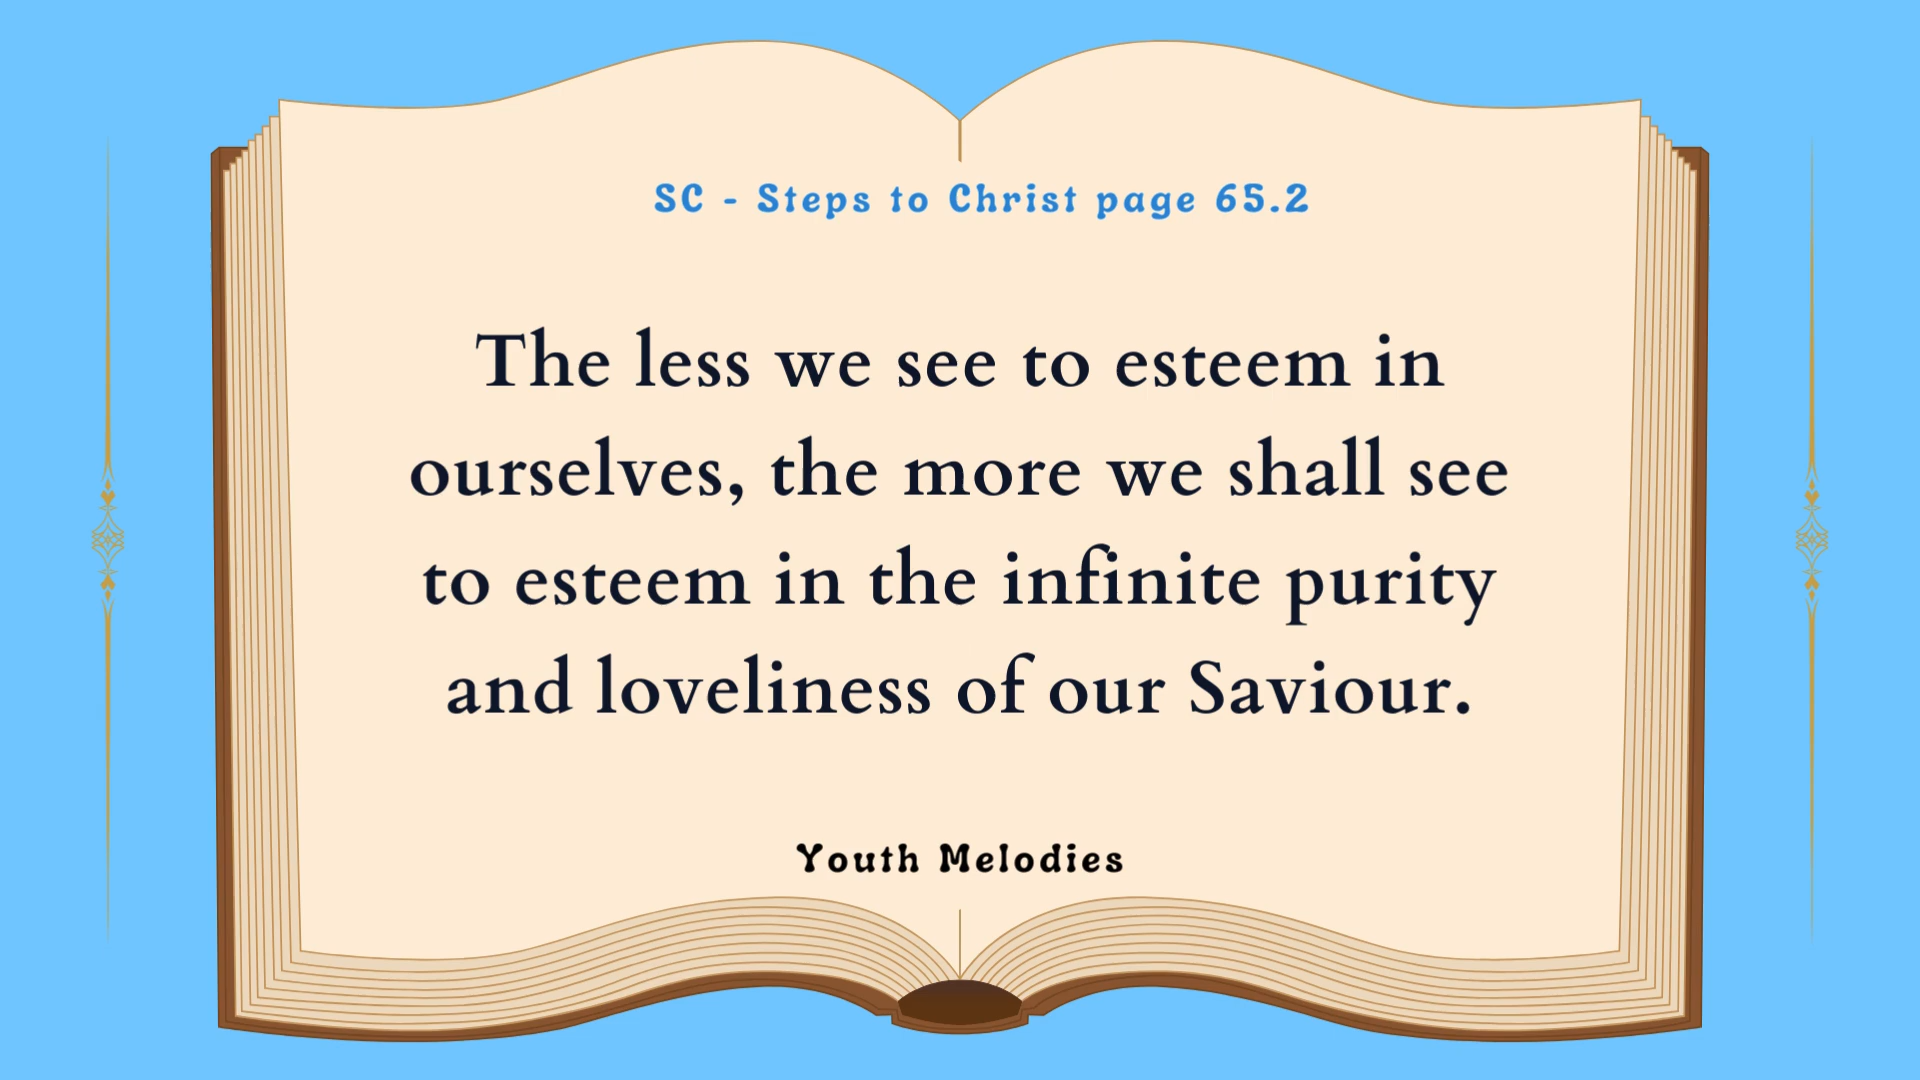 SC - Steps to Christ page 65.2
The less we see to esteem in
ourselves, the more we shall see
to esteem in the infinite purity
and loveliness of our Saviour.
Youth Melodies